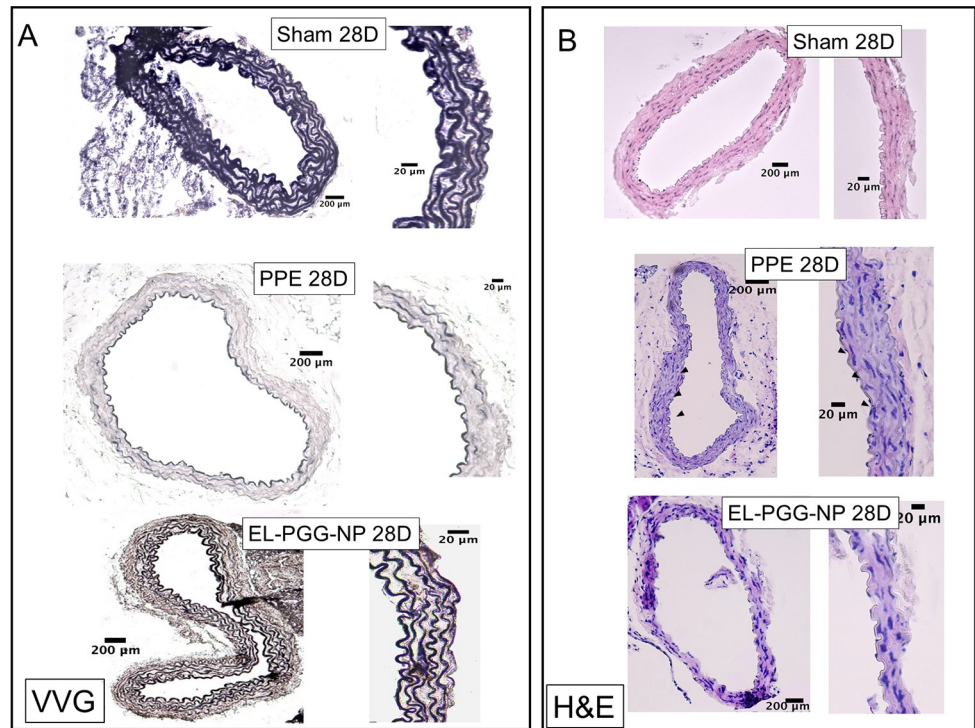 A
Sham 28D
20 µm
200 µm
PPE 28D
20 µm
200 µm
EL-PGG-NP 28D
20 µm
200 µm
VVG
B
Sham 28D
200 µm
20 µm
PPE 28D
200 µm
20 µm
EL-PGG-NP 28D
20 µm
200 µm
H&E